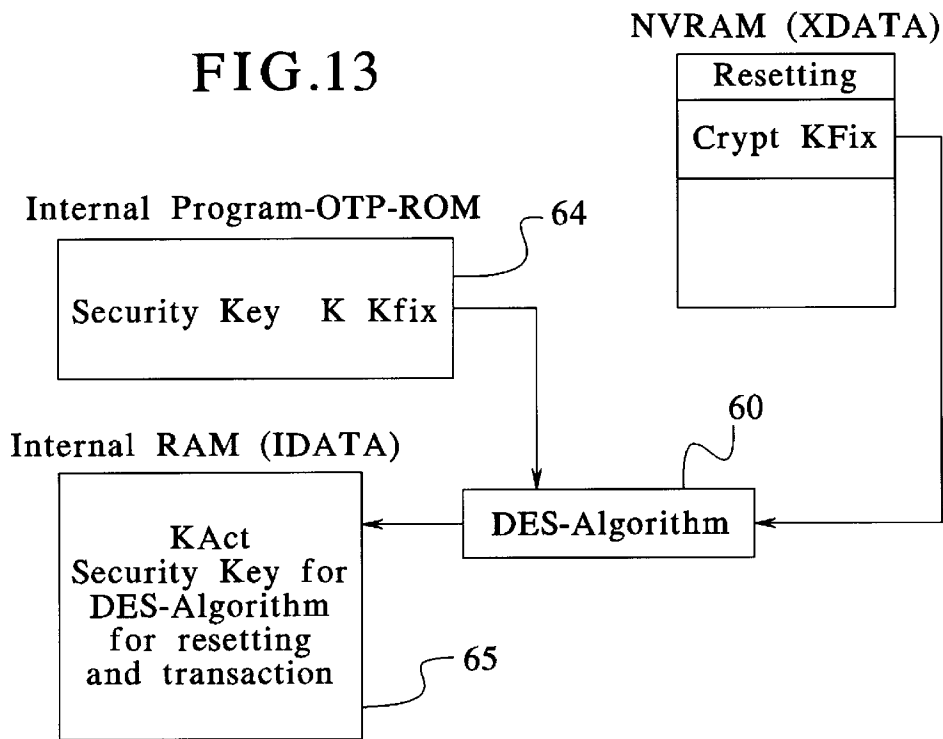 FIG.13
NVRAM (XDATA)
Resetting
Crypt KFix
Internal Program-OTP-ROM
64
Security Key K Kfix
Internal RAM (IDATA)
60
DES-Algorithm
KAct
Security Key for
DES-Algorithm
for resetting
and transaction
65